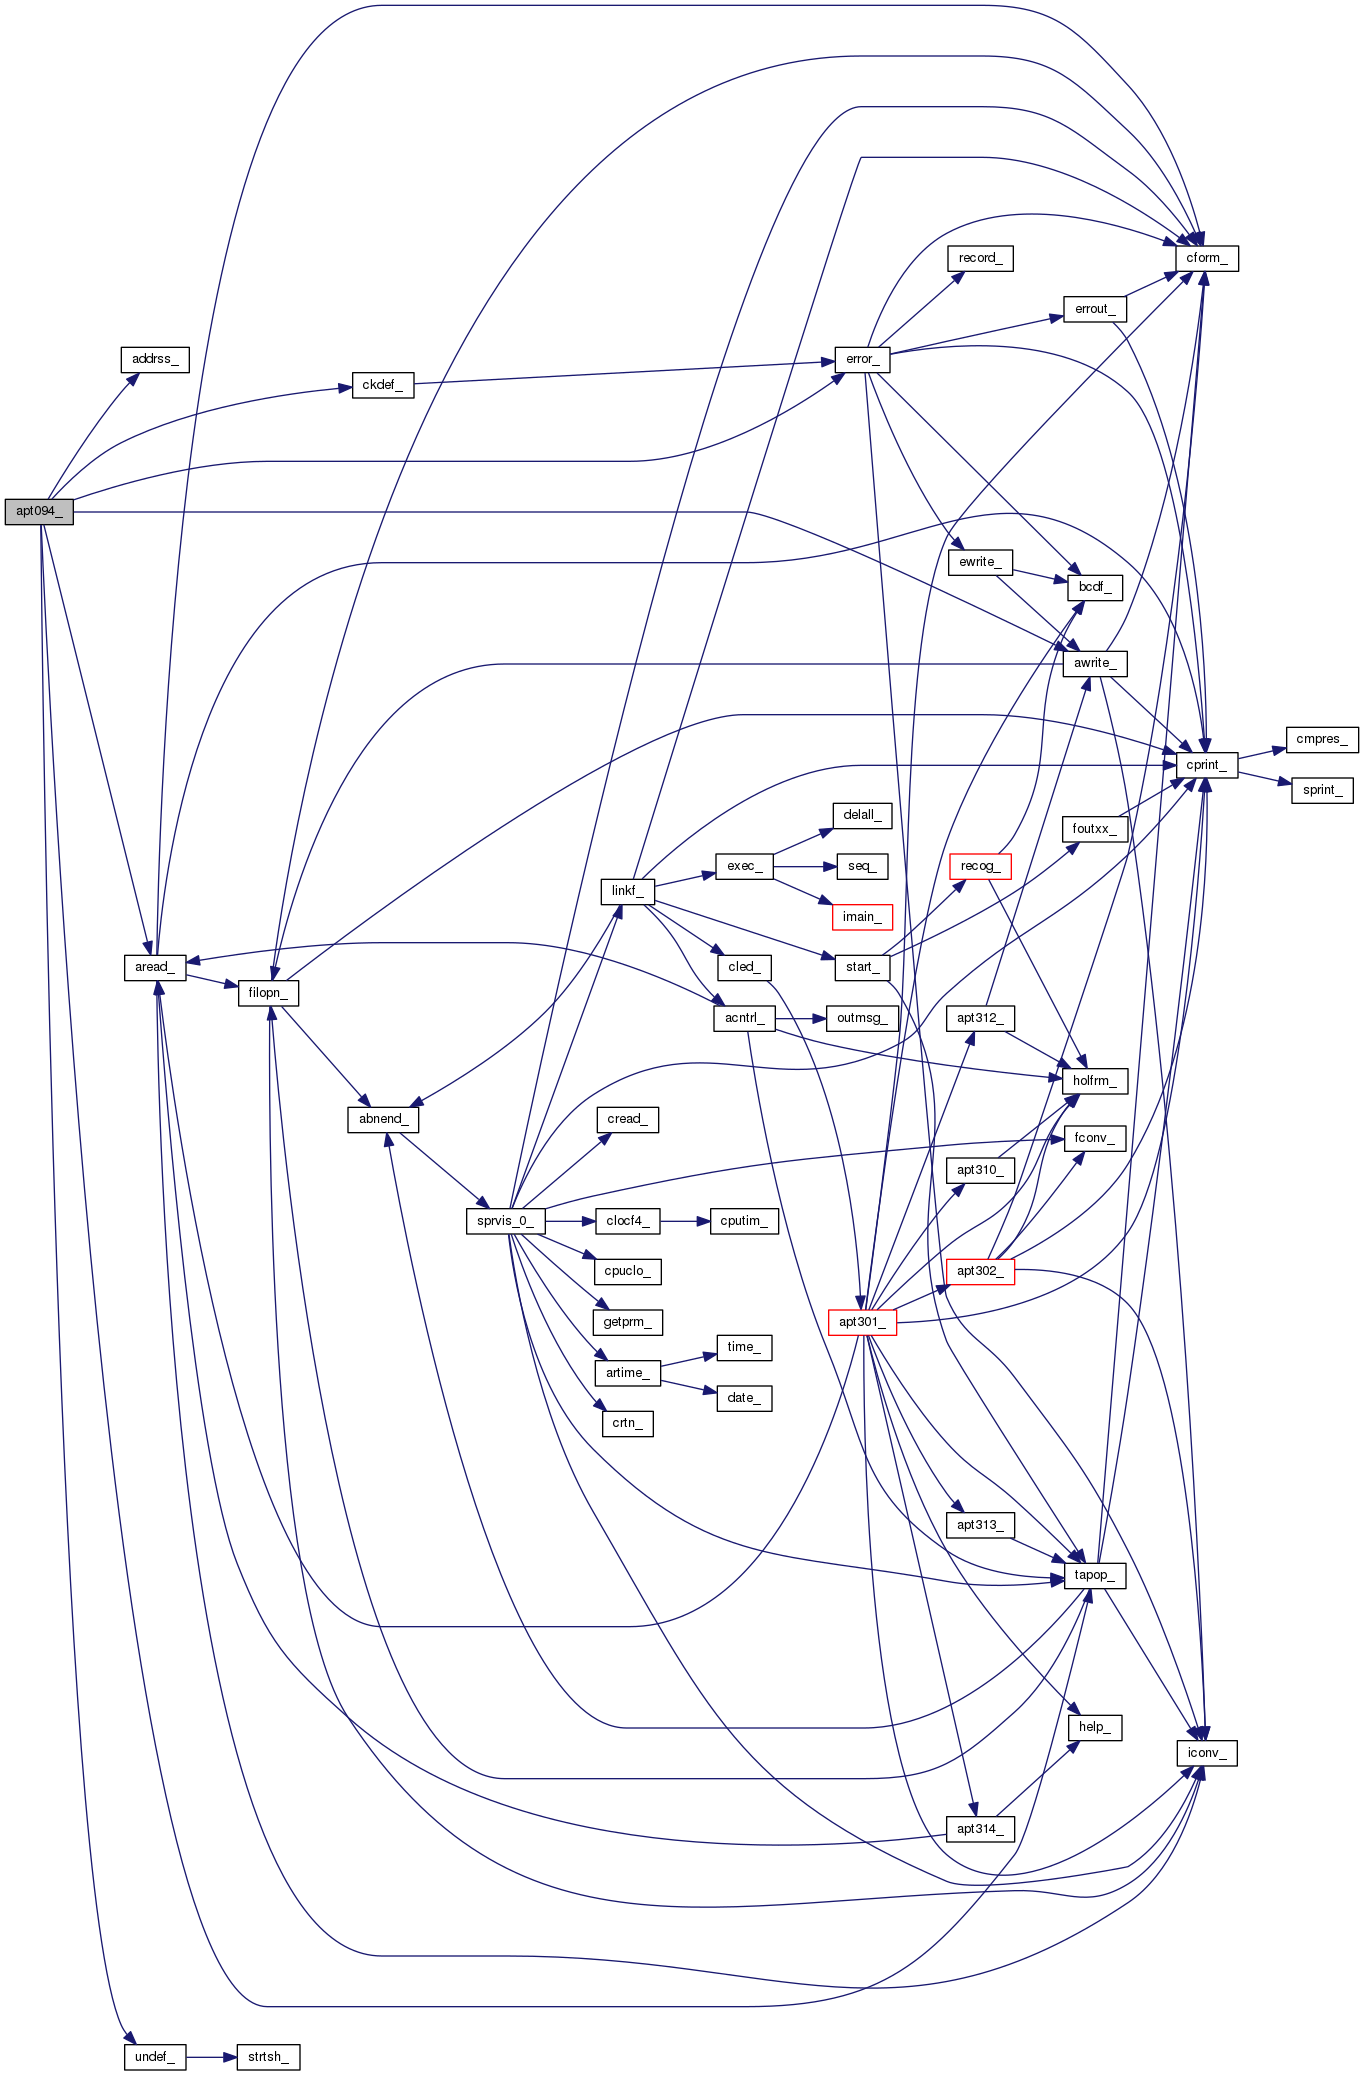 cform_
record_
errout_
addrss_
error_
ckdef_
apt094_
ewrite_
bcdf_
awrite_
cmpres_
cprint_
sprint_
delall_
foutxx_
exec_
seq_
recog_
linkf_
imain_
aread_
cled_
start_
filopn_
acntrl_
outmsg_
apt312_
holfrm_
abnend_
cread_
fconv_
apt310_
sprvis_0_
clocf4_
cputim_
cpuclo_
apt302_
getprm_
apt301_
time_
artime_
date_
crtn_
apt313_
tapop_
help_
iconv_
apt314_
undef_
strtsh_